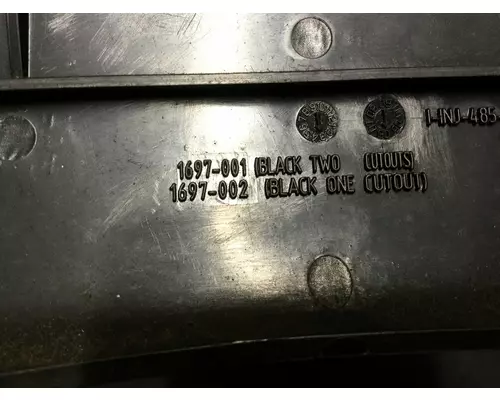 I-INJ-485
1697-001 (BLACK TWO CUTOUTS)
1697-002 (BLACK ONE CUTOUT)